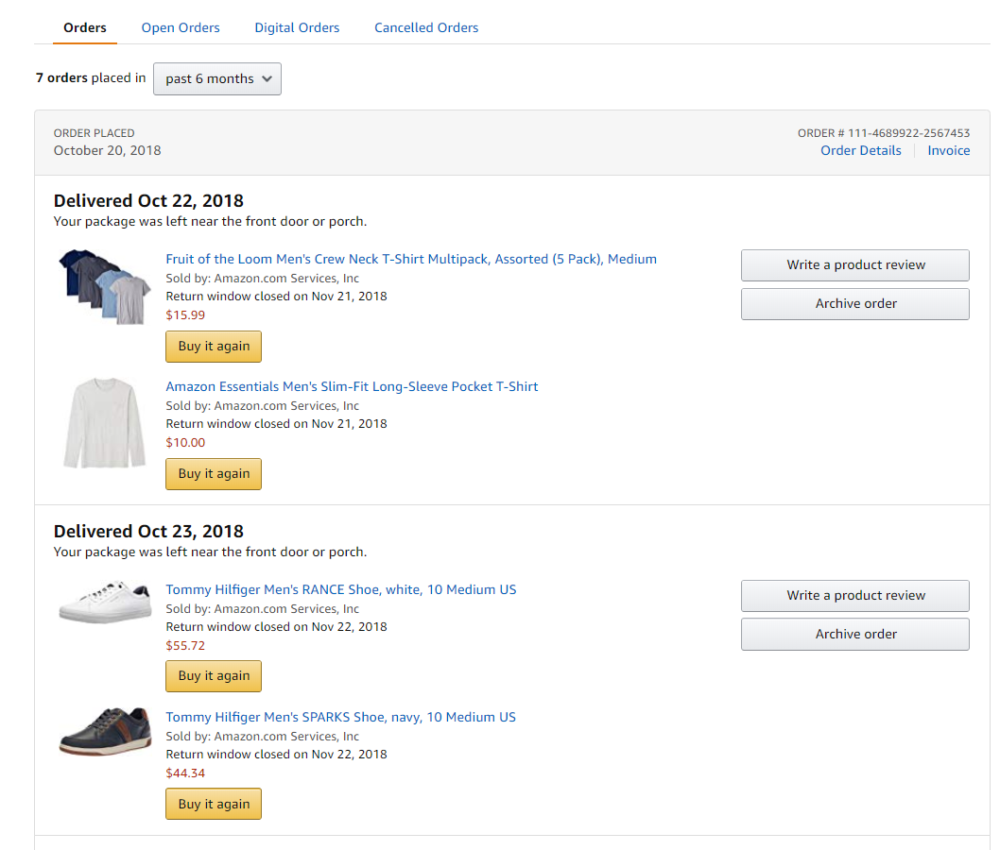 Orders Open Orders Digital Orders Cancelled Orders
7 orders placed in past 6 months
ORDER PLACED ORDER # 111-4689922-2567453
October 20, 2018 Order Details Invoice
Delivered Oct 22, 2018
Your package was left near the front door or porch.
Fruit of the Loom Men's Crew Neck T-Shirt Multipack, Assorted (5 Pack), Medium
Sold by: Amazon.com Services, Inc
Return window closed on Nov 21, 2018
$15.99
Buy it again
Write a product review
Archive order
Amazon Essentials Men's Slim-Fit Long-Sleeve Pocket T-Shirt
Sold by: Amazon.com Services, Inc
Return window closed on Nov 21, 2018
$10.00
Buy it again
Delivered Oct 23, 2018
Your package was left near the front door or porch.
Tommy Hilfiger Men's RANCE Shoe, white, 10 Medium US
Sold by: Amazon.com Services, Inc
Return window closed on Nov 22, 2018
$55.72
Buy it again
Write a product review
Archive order
Tommy Hilfiger Men's SPARKS Shoe, navy, 10 Medium US
Sold by: Amazon.com Services, Inc
Return window closed on Nov 22, 2018
$44.34
Buy it again